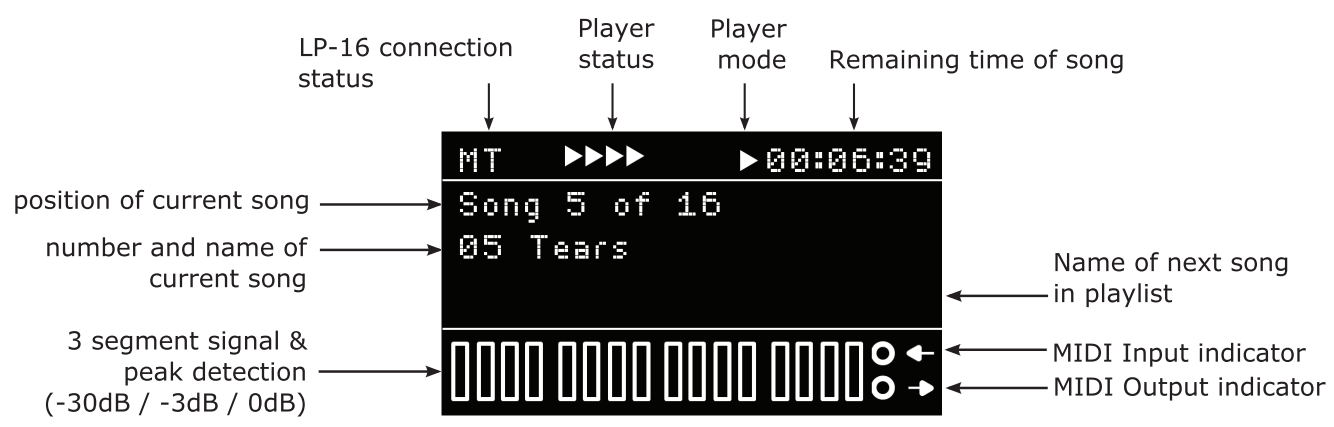 LP-16 connection
status
Player
status
Player
mode
Remaining time of song
MT ▶▶▶▶ ▶00:06:39
position of current song
Song 5 of 16
number and name of
current song
05 Tears
Name of next song
in playlist
3 segment signal &
peak detection
(-30dB / -3dB / 0dB)
MIDI Input indicator
MIDI Output indicator